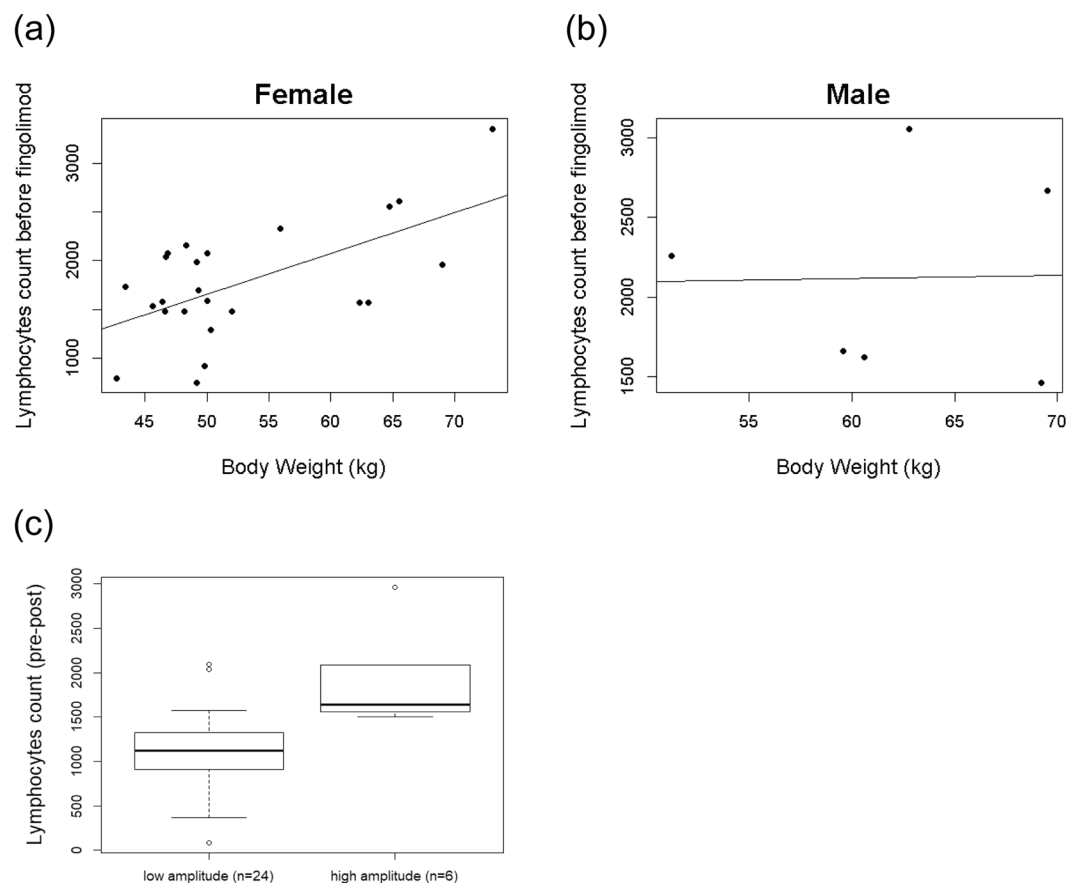 (a)
Female
Lymphocytes count before fingolimod
3000
2000
1000
45 50 55 60 65 70
Body Weight (kg)
(b)
Male
Lymphocytes count before fingolimod
3000
2500
2000
1500
55 60 65 70
Body Weight (kg)
(c)
Lymphocytes count (pre-post)
3000
2500
2000
1500
1000
500
0
low amplitude (n=24) high amplitude (n=6)